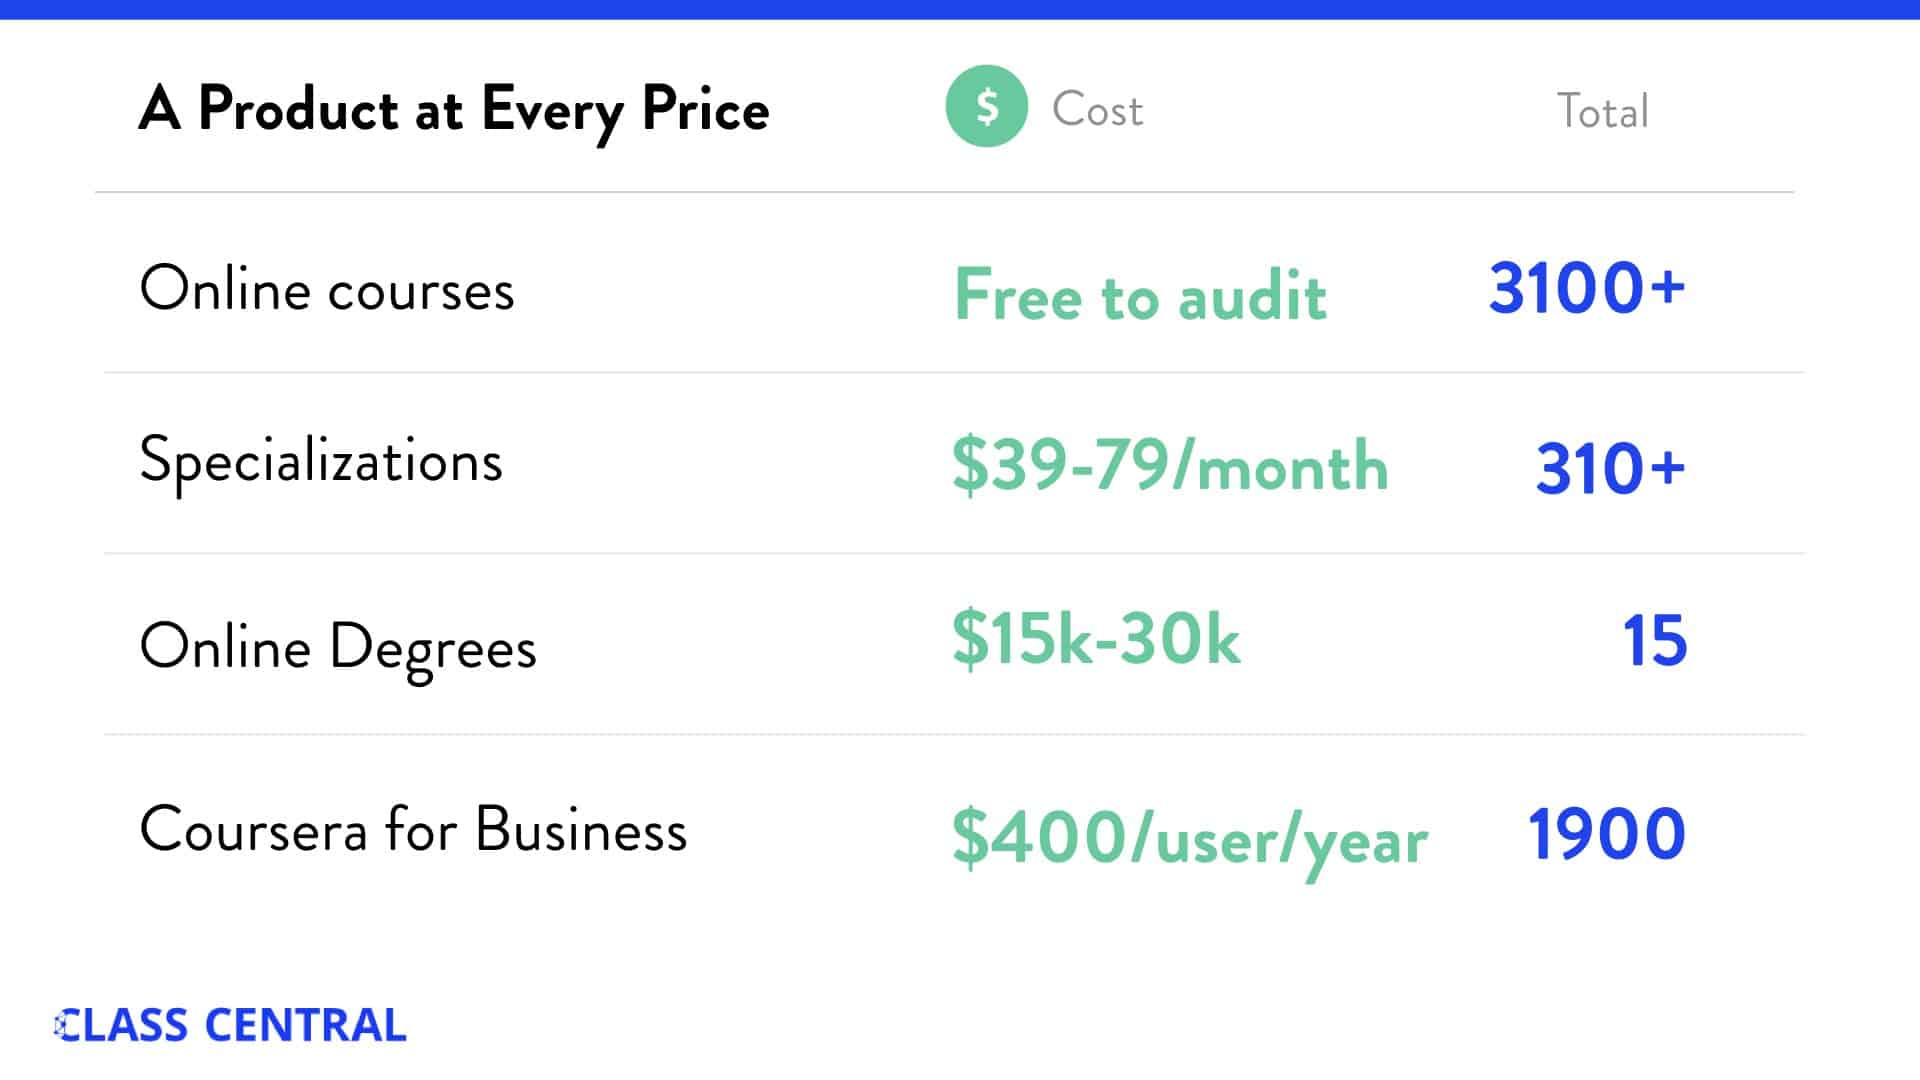 A Product at Every Price $ Cost Total
Online courses Free to audit 3100+
Specializations $39-79/month 310+
Online Degrees $15k-30k 15
Coursera for Business $400/user/year 1900
CLASS CENTRAL